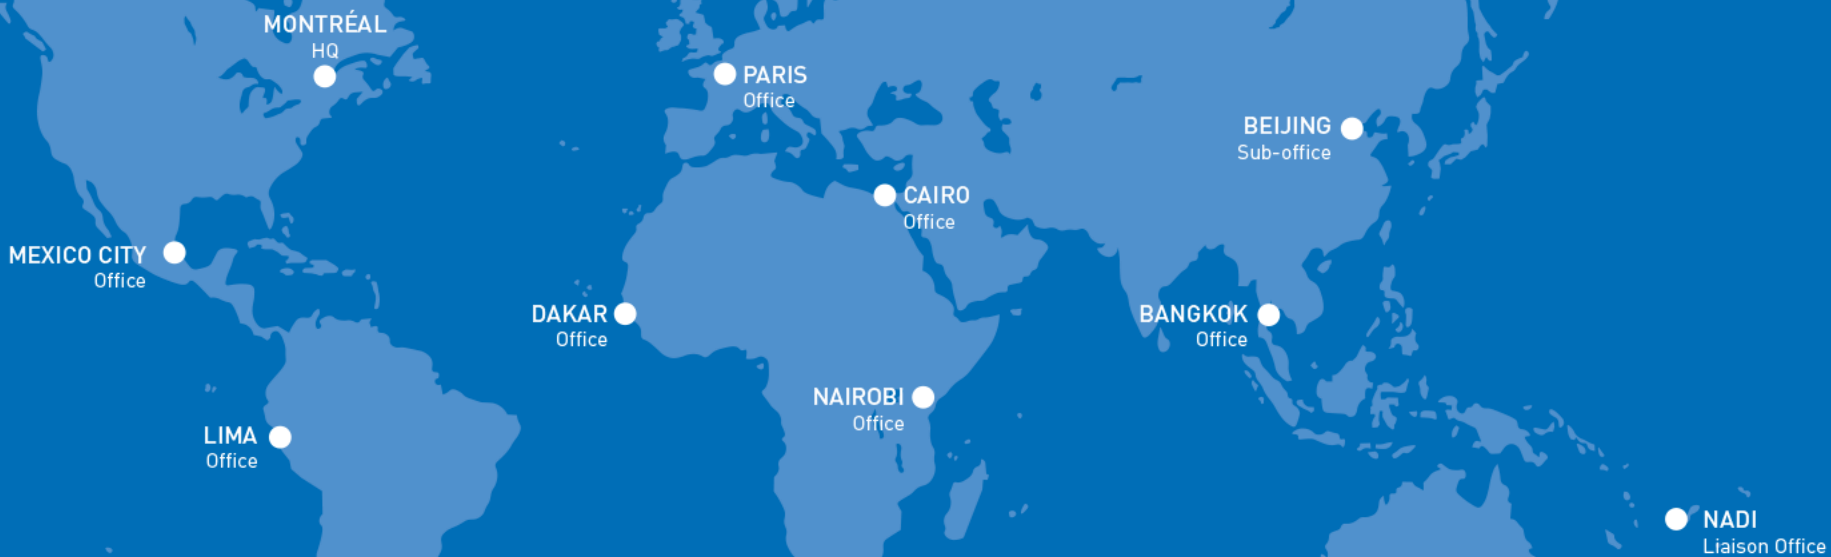 MONTRÉAL
HQ
PARIS
Office
BEIJING
Sub-office
CAIRO
Office
MEXICO CITY
Office
DAKAR
Office
BANGKOK
Office
NAIROBI
Office
LIMA
Office
NADI
Liaison Office